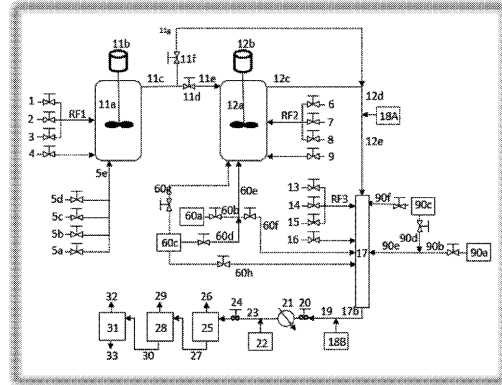 11g
11b
12b
11f
11c
11e
12c
11d
11a
12a
1
2
3
4
RF1
RF2
6
7
8
9
12d
18A
12e
5e
5d
5c
5b
5a
60g
60e
60a
60b
60f
60c
60d
60h
13
14
15
16
RF3
17
90f
90c
90d
90e
90b
90a
17b
32
29
26
24
23
21
20
19
31
28
25
22
18B
33
30
27